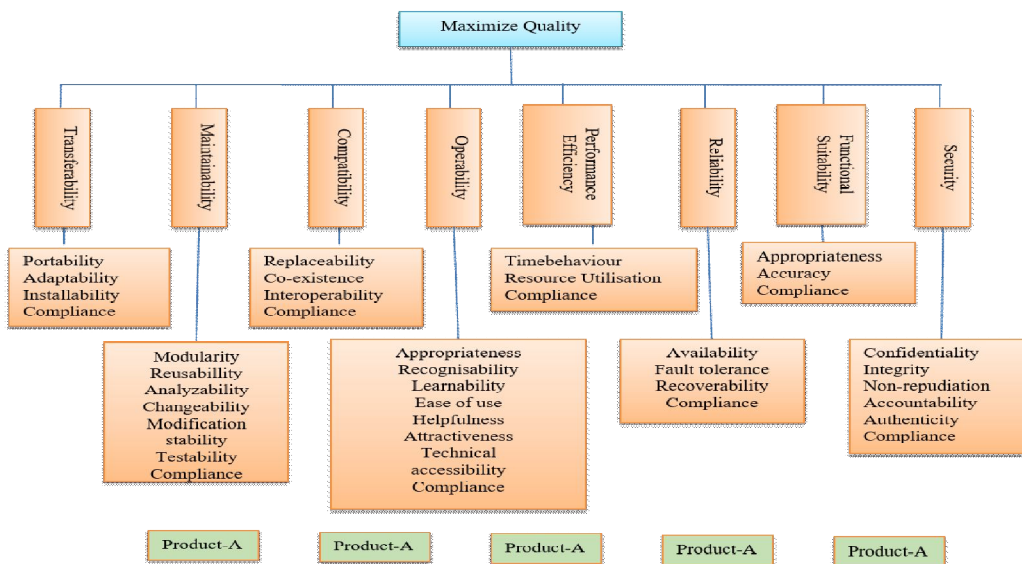 Maximize Quality
Transferability
Maintainability
Compatibility
Operability
Performance
Efficiency
Reliability
Functional
Suitability
Security
Portability
Adaptability
Installability
Compliance
Replaceability
Co-existence
Interoperability
Compliance
Timebehaviour
Resource Utilisation
Compliance
Appropriateness
Accuracy
Compliance
Modularity
Reusability
Analyzability
Changeability
Modification
stability
Testability
Compliance
Appropriateness
Recognisability
Learnability
Ease of use
Helpfulness
Attractiveness
Technical
accessibility
Compliance
Availability
Fault tolerance
Recoverability
Compliance
Confidentiality
Integrity
Non-repudiation
Accountability
Authenticity
Compliance
Product-A
Product-A
Product-A
Product-A
Product-A